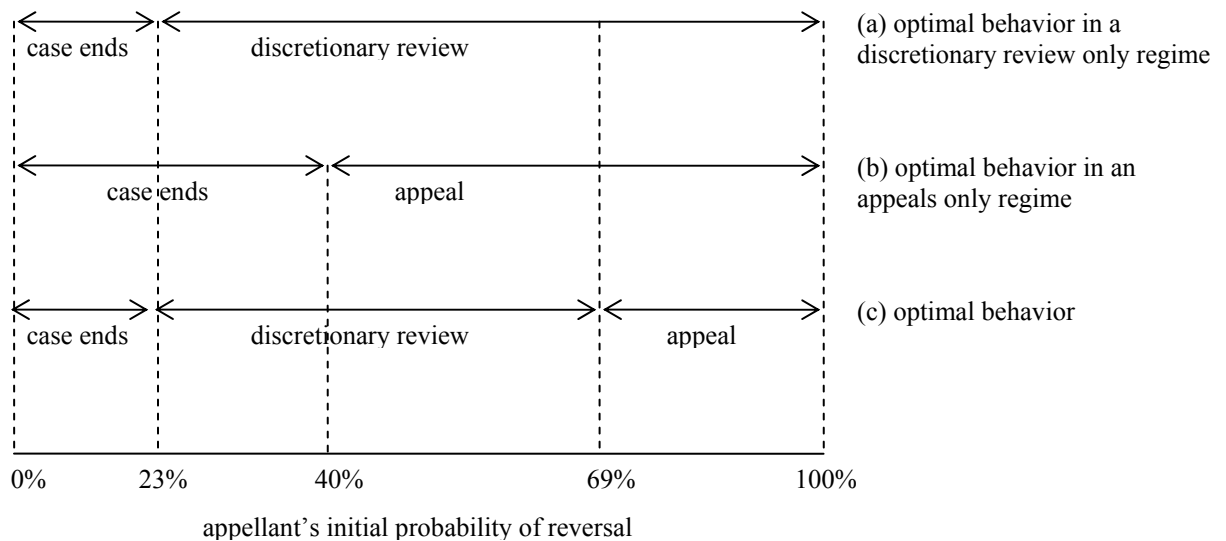 case ends
discretionary review
(a) optimal behavior in a
discretionary review only regime
case ends
appeal
(b) optimal behavior in an
appeals only regime
case ends
discretionary review
appeal
(c) optimal behavior
0%
23%
40%
69%
100%
appellant's initial probability of reversal